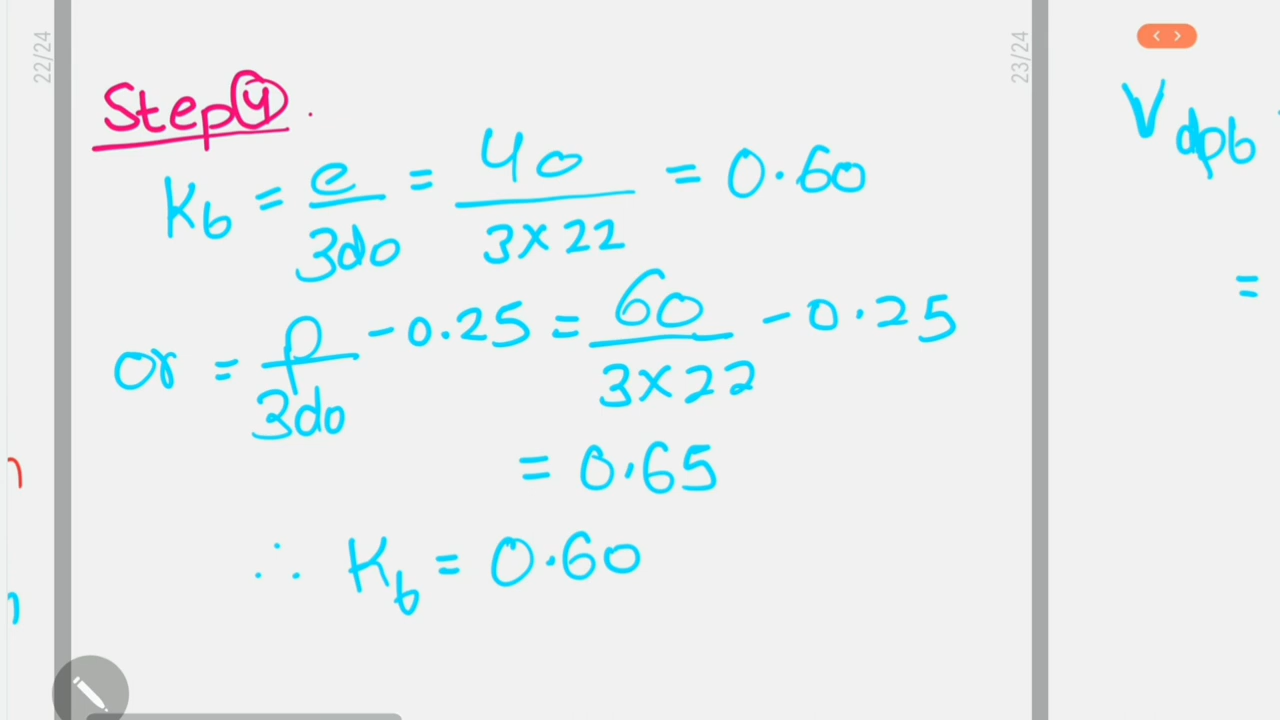 22/24
23/24
Step 4.
Kb = e/3do = 40/3×22 = 0.60
or = p/3do - 0.25 = 60/3×22 - 0.25
= 0.65
∴ Kb = 0.60
Vdpb
=